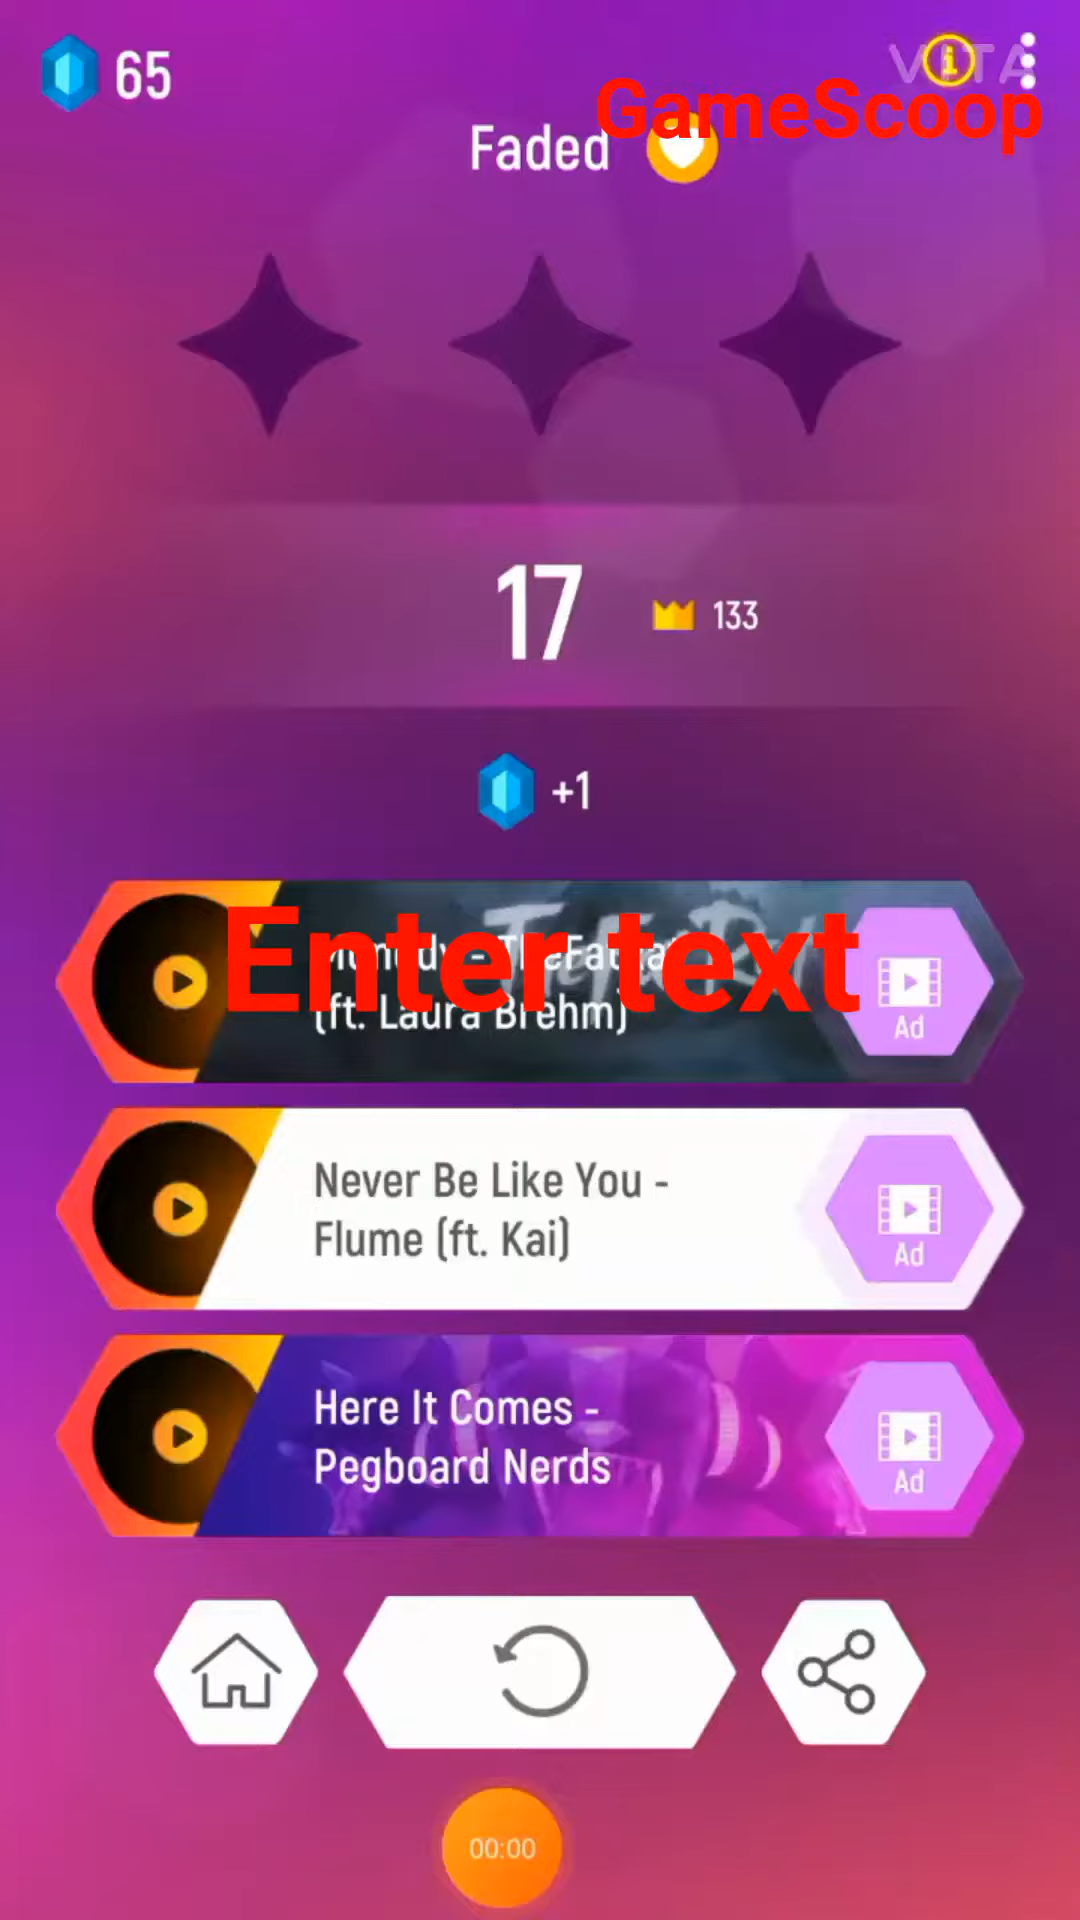 65
VITA
GameScoop
Faded
17
133
+1
Enter text
(ft. Laura Brehm)
Ad
Never Be Like You -
Flume (ft. Kai)
Ad
Here It Comes -
Pegboard Nerds
Ad
00:00